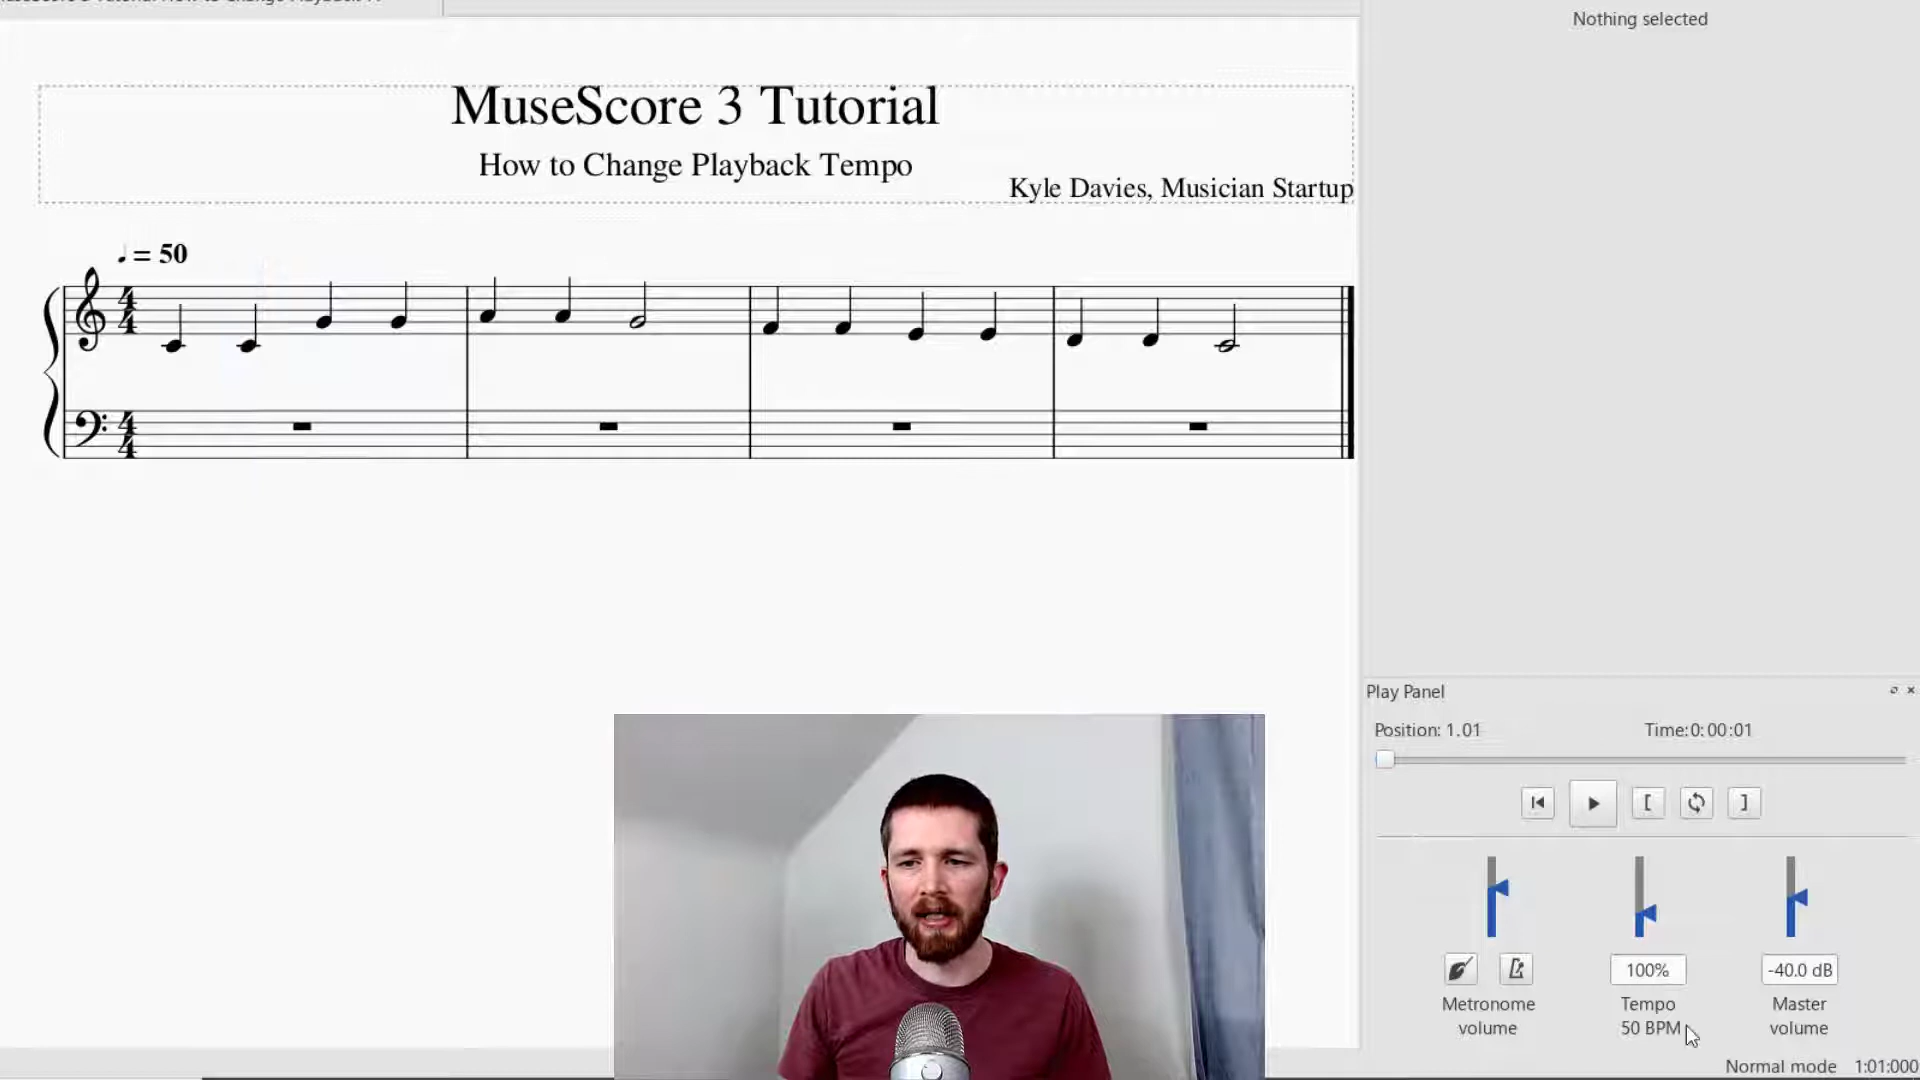 Nothing selected
MuseScore 3 Tutorial
How to Change Playback Tempo
Kyle Davies, Musician Startup
♩ = 50
Play Panel
Position: 1.01 Time:0:00:01
100% -40.0 dB
Metronome volume
Tempo
50 BPM
Master volume
Normal mode 1:01:000